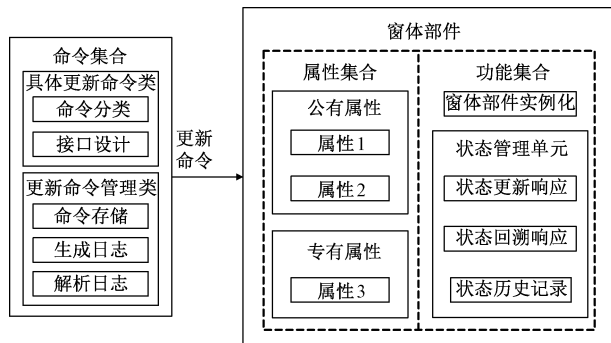 命令集合
具体更新命令类
命令分类
接口设计
更新命令管理类
命令存储
生成日志
解析日志
更新
命令
窗体部件
属性集合
公有属性
属性1
属性2
专有属性
属性3
功能集合
窗体部件实例化
状态管理单元
状态更新响应
状态回溯响应
状态历史记录